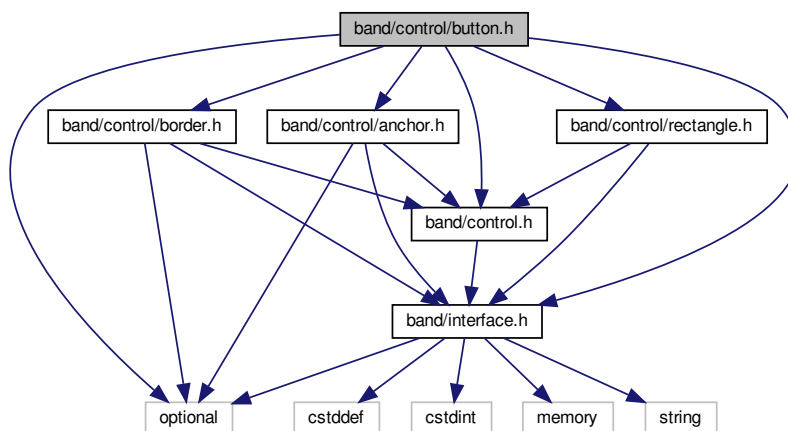 band/control/button.h
band/control/border.h
band/control/anchor.h
band/control/rectangle.h
band/control.h
band/interface.h
optional
cstddef
cstdint
memory
string